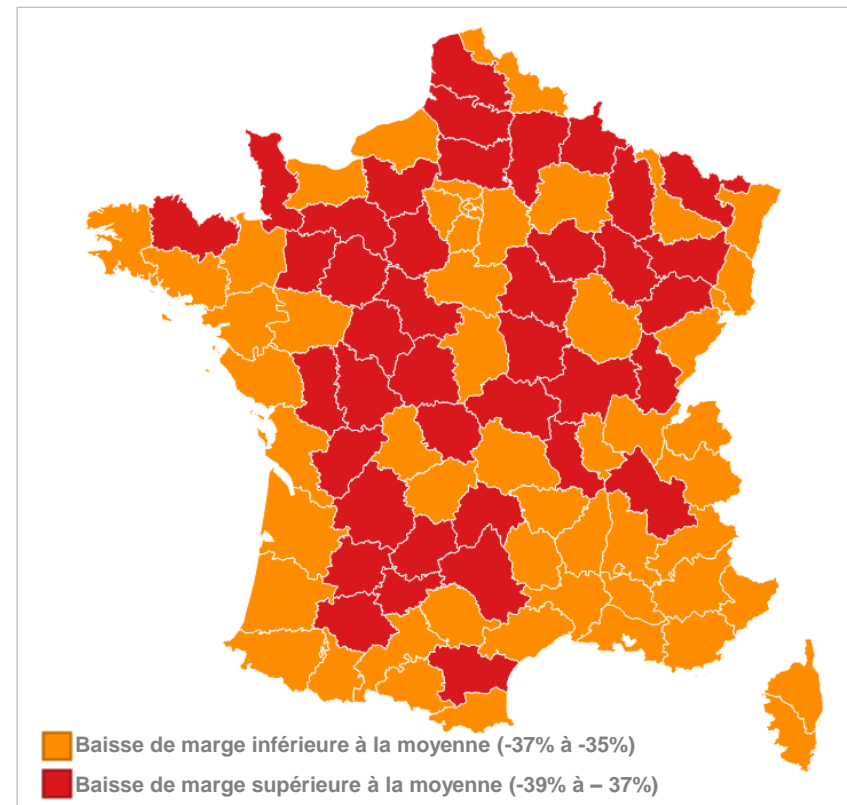 Baisse de marge inférieure à la moyenne (-37% à -35%)
Baisse de marge supérieure à la moyenne (-39% à – 37%)